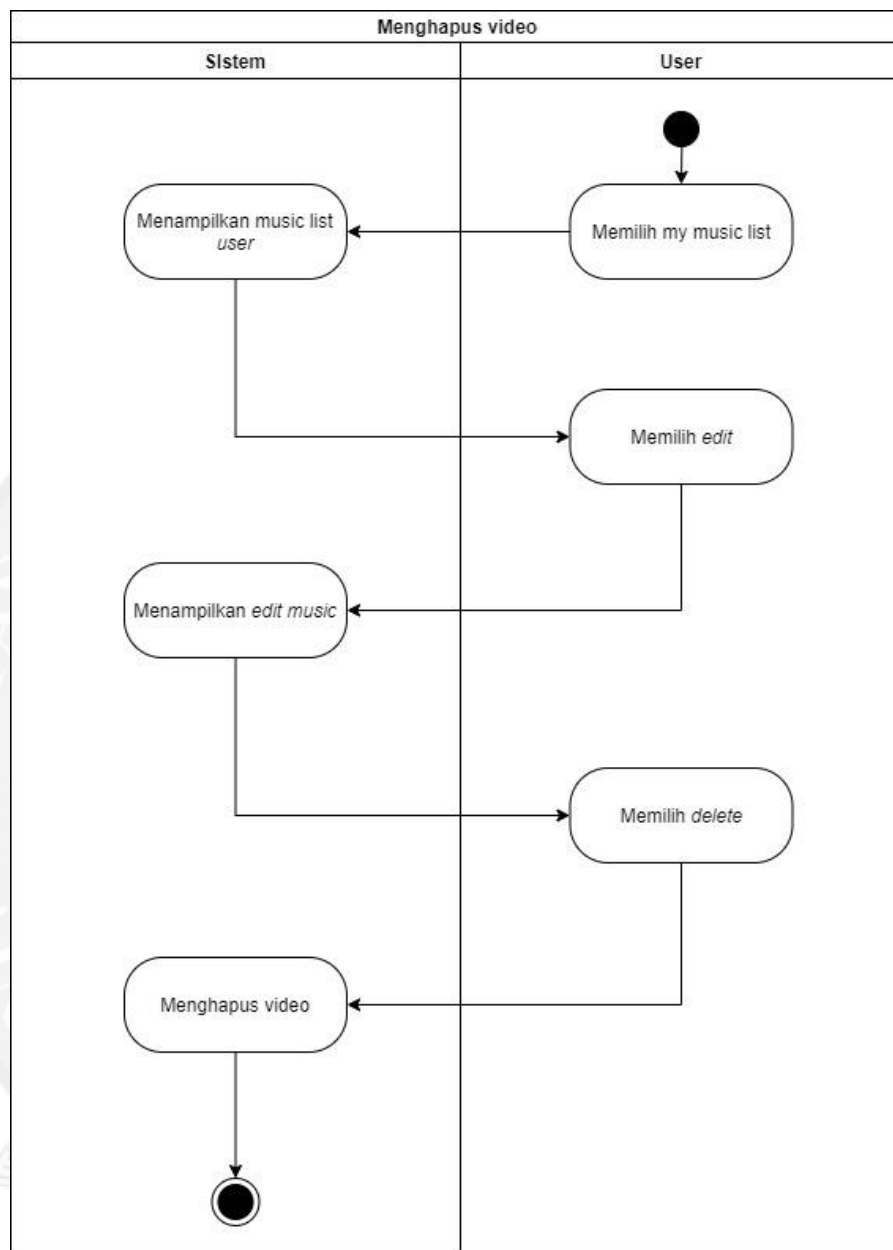 Menghapus video
SIstem
User
Memilih my music list
Menampilkan music list
user
Memilih edit
Menampilkan edit music
Memilih delete
Menghapus video